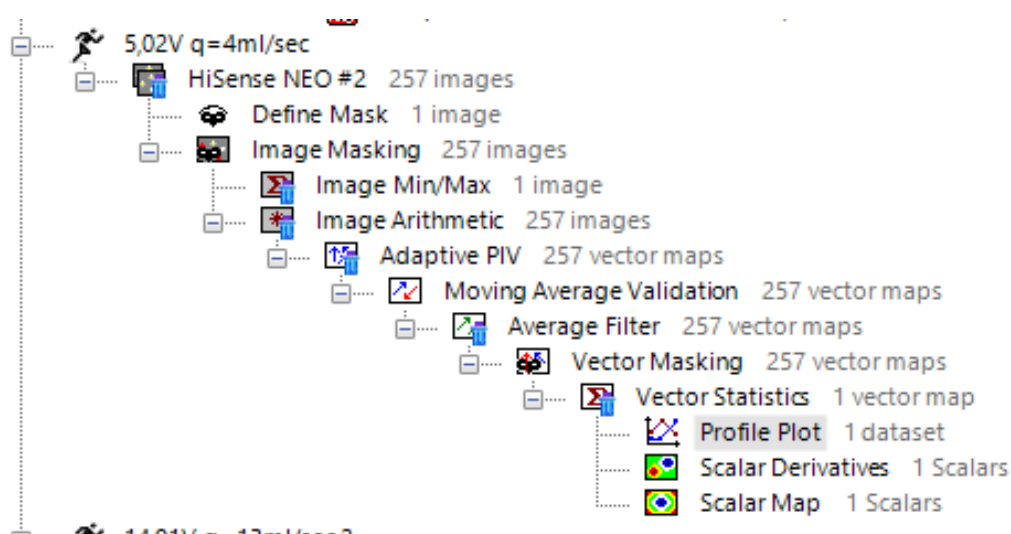 5,02V q=4ml/sec
HiSense NEO #2 257 images
Define Mask 1 image
Image Masking 257 images
Image Min/Max 1 image
Image Arithmetic 257 images
Adaptive PIV 257 vector maps
Moving Average Validation 257 vector maps
Average Filter 257 vector maps
Vector Masking 257 vector maps
Vector Statistics 1 vector map
Profile Plot 1 dataset
Scalar Derivatives 1 Scalars
Scalar Map 1 Scalars